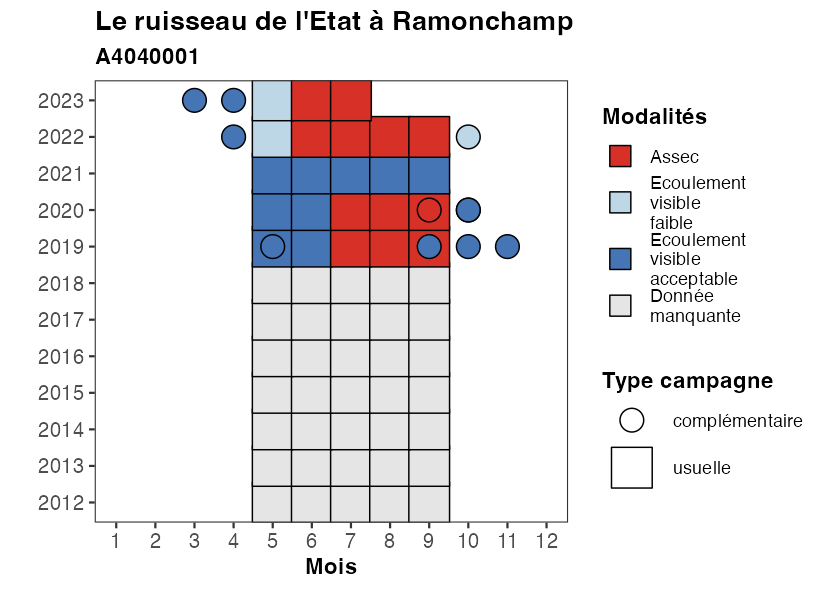 Le ruisseau de l'Etat à Ramonchamp
A4040001
2023
2022
2021
2020
2019
2018
2017
2016
2015
2014
2013
2012
1 2 3 4 5 6 7 8 9 10 11 12
Mois
Modalités
Assec
Ecoulement
visible
faible
Ecoulement
visible
acceptable
Donnée
manquante
Type campagne
complémentaire
usuelle